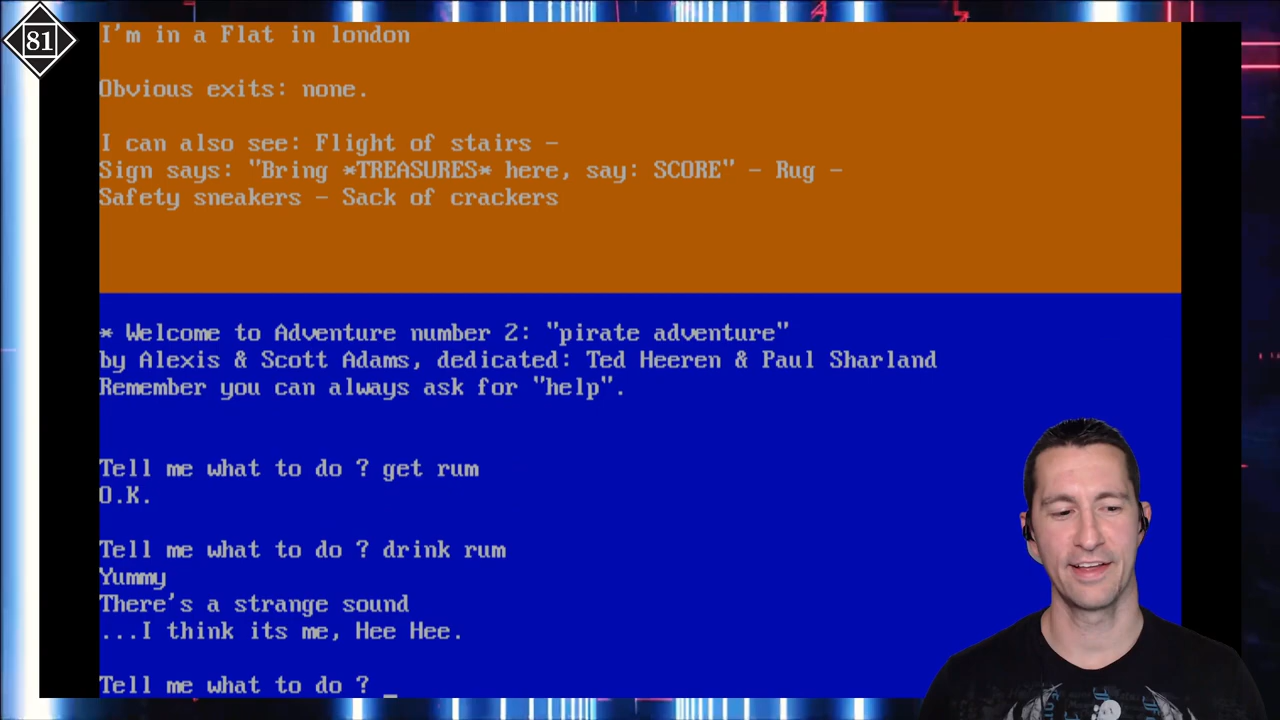 81
I'm in a Flat in london
Obvious exits: none.
I can also see: Flight of stairs -
Sign says: "Bring *TREASURES* here, say: SCORE" - Rug -
Safety sneakers - Sack of crackers
* Welcome to Adventure number 2: "pirate adventure"
by Alexis & Scott Adams, dedicated: Ted Heeren & Paul Sharland
Remember you can always ask for "help".
Tell me what to do ? get rum
O.K.
Tell me what to do ? drink rum
Yummy
There's a strange sound
...I think its me, Hee Hee.
Tell me what to do ? _